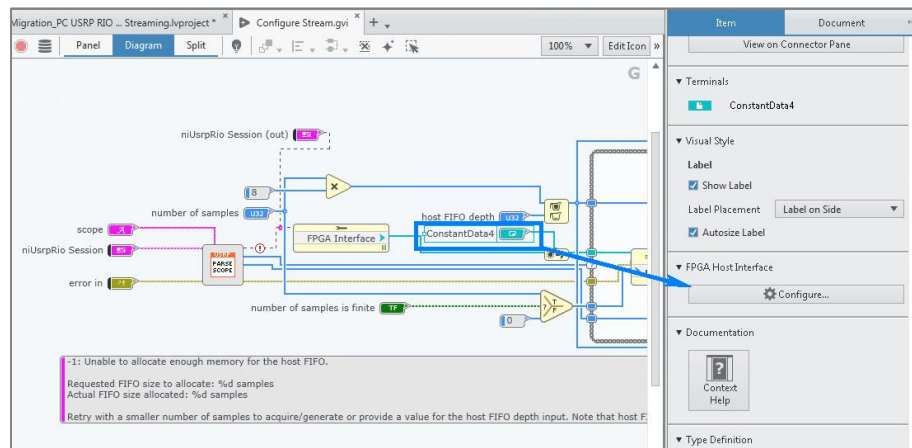 Migration_PC USRP RIO ... Streaming.lvproject *
Configure Stream.gvi
Panel
Diagram
Split
100%
Edit Icon
»
Item
Document
View on Connector Pane
G
Terminals
ConstantData4
Visual Style
Label
Show Label
Label Placement
Label on Side
Autosize Label
FPGA Host Interface
Configure...
Documentation
Context
Help
Type Definition
niUsrpRio Session (out)
8
×
number of samples
U32
host FIFO depth
U32
scope
FPGA Interface
ConstantData4
niUsrpRio Session
USRP
PARSE
SCOPE
error in
number of samples is finite
TF
?
T
F
0
-1: Unable to allocate enough memory for the host FIFO.
Requested FIFO size to allocate: %d samples
Actual FIFO size allocated: %d samples
Retry with a smaller number of samples to acquire/generate or provide a value for the host FIFO depth input. Note that host F